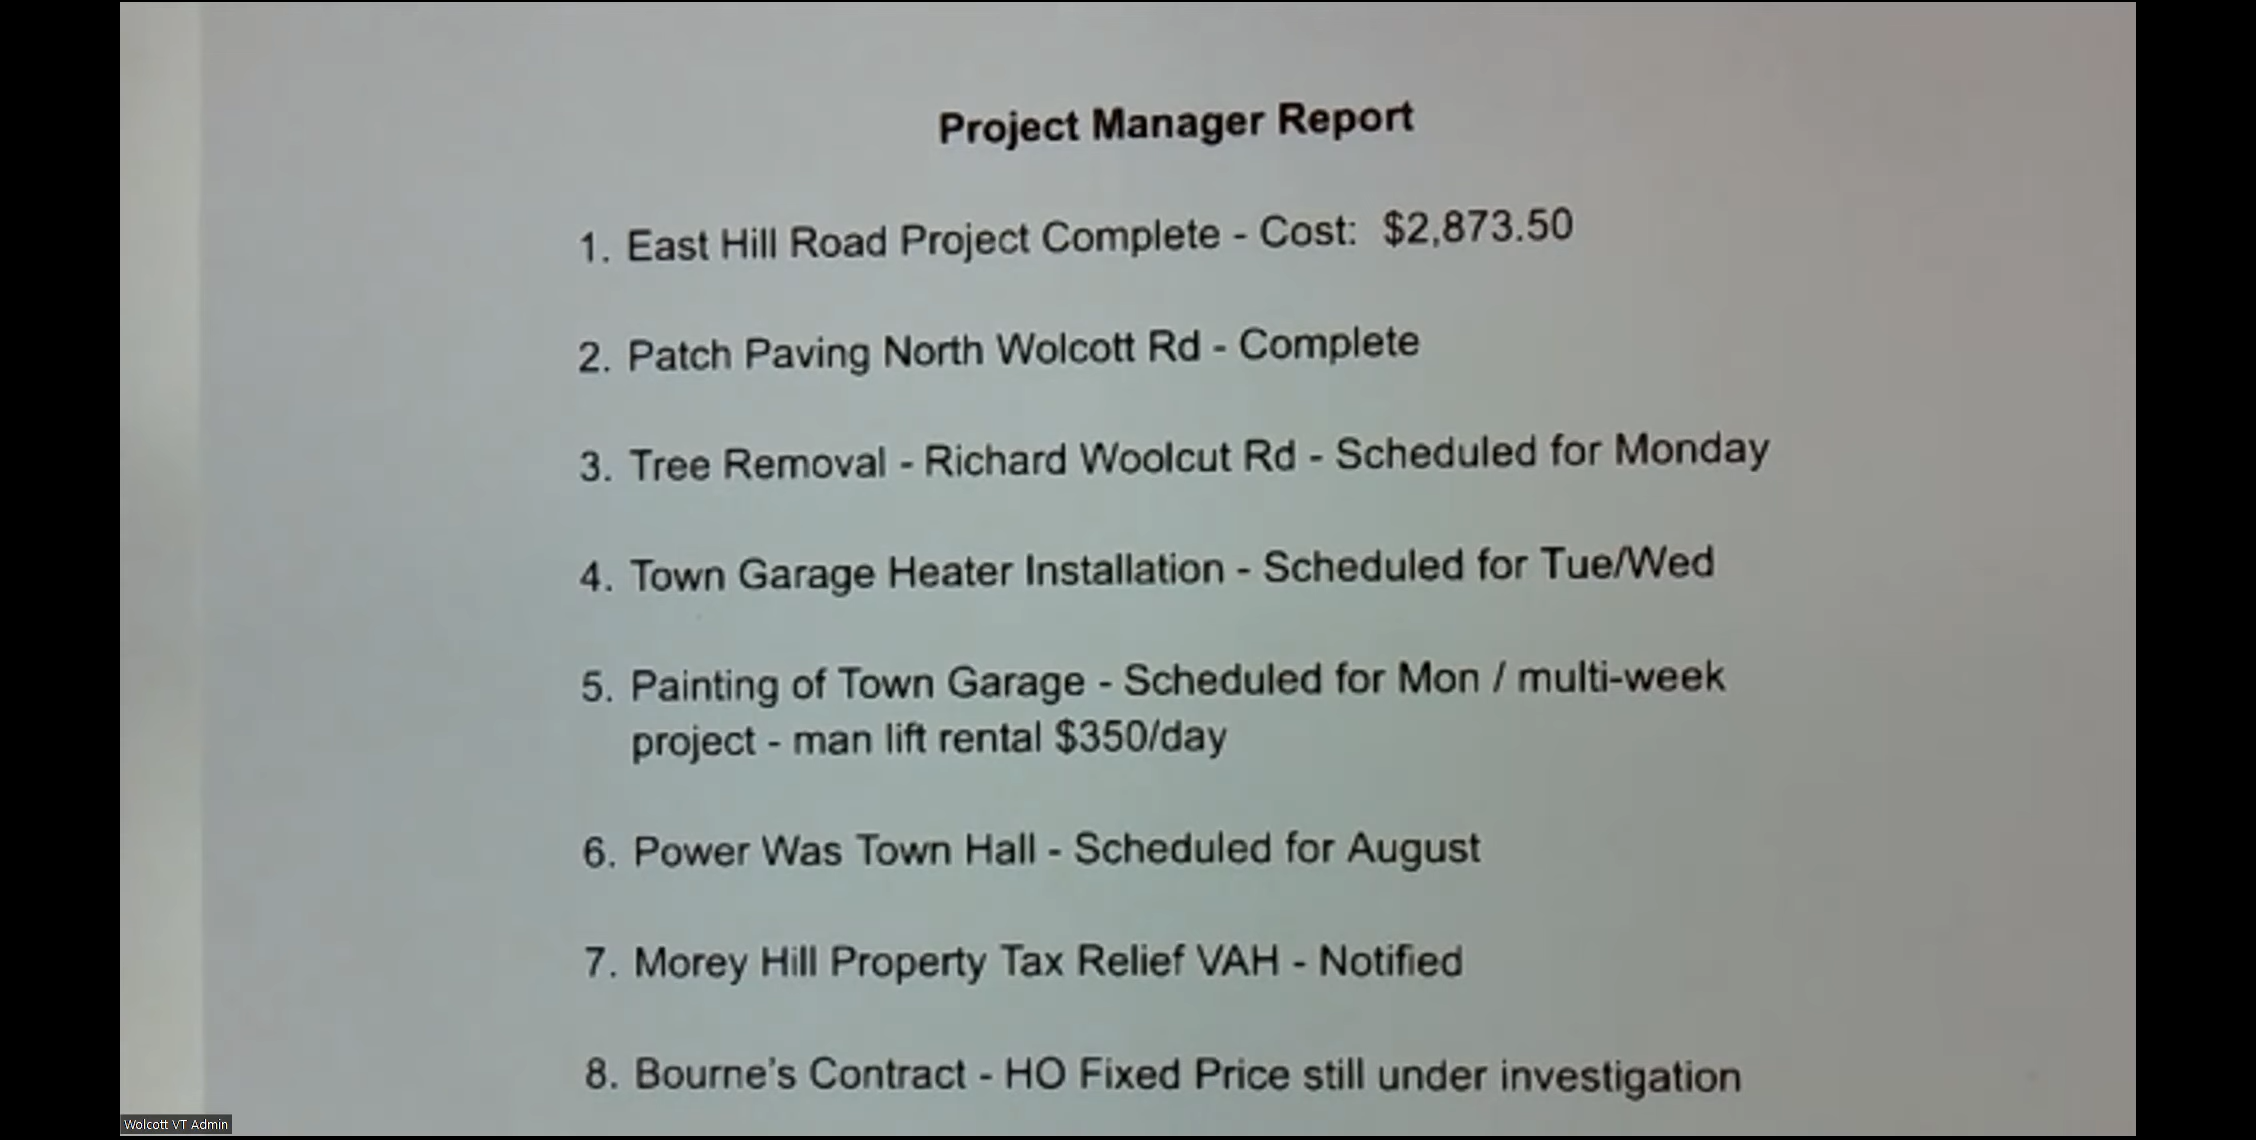 Project Manager Report
1. East Hill Road Project Complete - Cost: $2,873.50
2. Patch Paving North Wolcott Rd - Complete
3. Tree Removal - Richard Woolcut Rd - Scheduled for Monday
4. Town Garage Heater Installation - Scheduled for Tue/Wed
5. Painting of Town Garage - Scheduled for Mon / multi-week
project - man lift rental $350/day
6. Power Was Town Hall - Scheduled for August
7. Morey Hill Property Tax Relief VAH - Notified
8. Bourne's Contract - HO Fixed Price still under investigation
Wolcott VT Admin